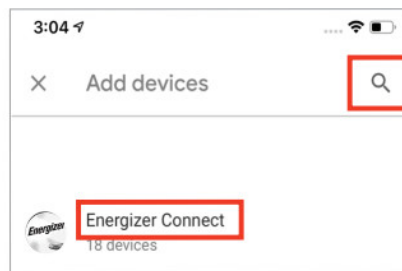 3:04
Add devices
Energizer
Energizer Connect
18 devices